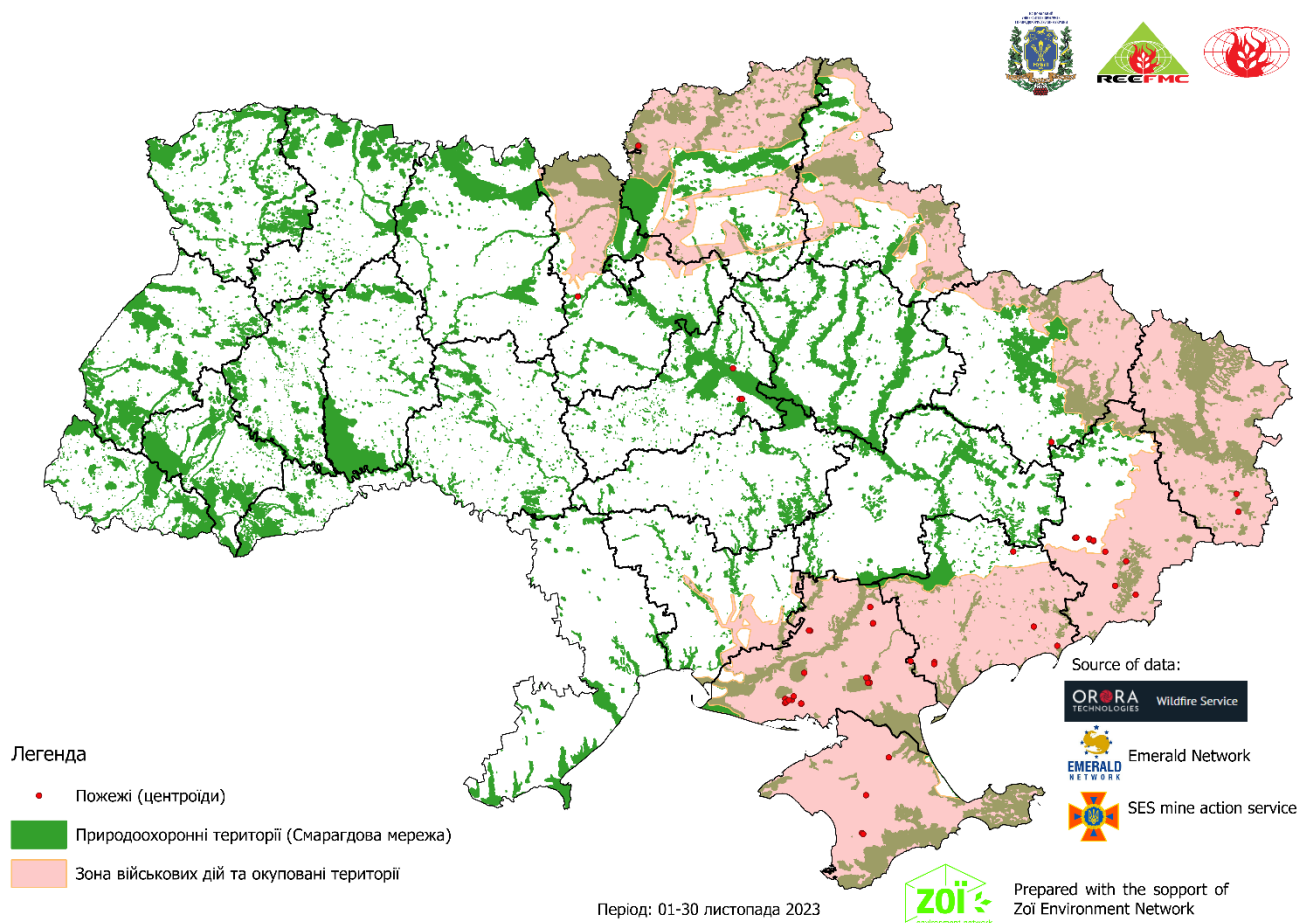 REEFMC
Source of data:
ORORA
TECHNOLOGIES
Wildfire Service
EMERALD
NETWORK
Emerald Network
SES mine action service
Легенда
Пожежі (центроїди)
Природоохоронні території (Смарагдова мережа)
Зона військових дій та окуповані території
Період: 01-30 листопада 2023
zoï
environment network
Prepared with the sopport of
Zoï Environment Network